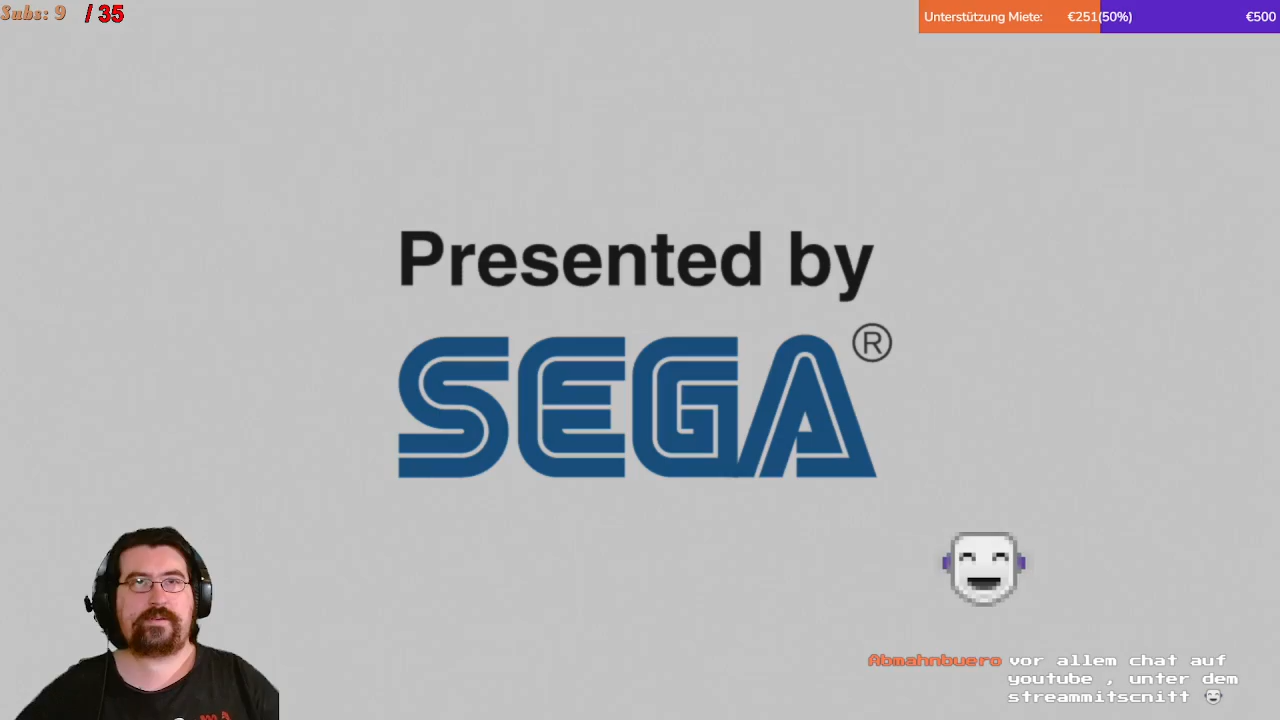 Subs: 9 / 35
Unterstützung Miete: €251(50%) €500
Presented by
SEGA®
Abmahnbuero vor allem chat auf
youtube , unter dem
streammitscnitt